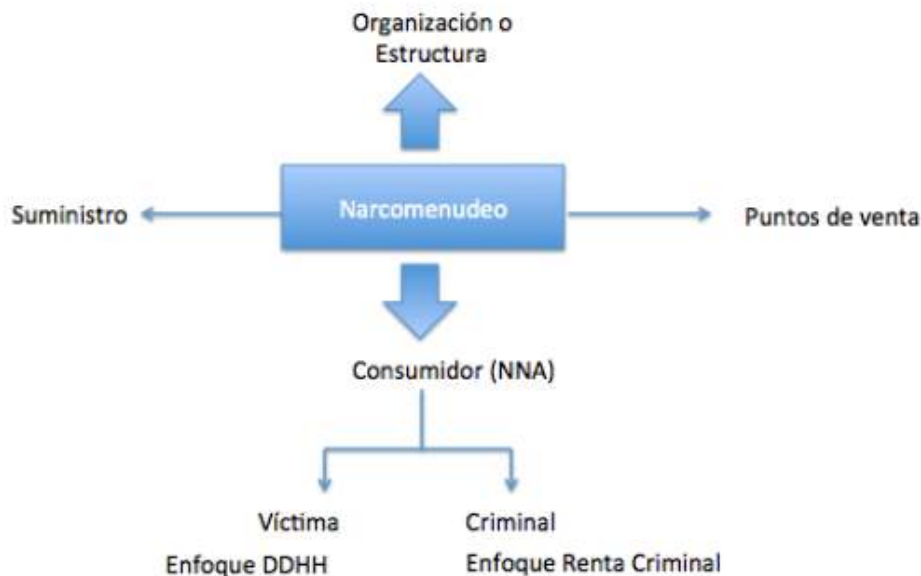 Organización o
Estructura
Narcomenudeo
Suministro
Puntos de venta
Consumidor (NNA)
Víctima
Criminal
Enfoque DDHH
Enfoque Renta Criminal